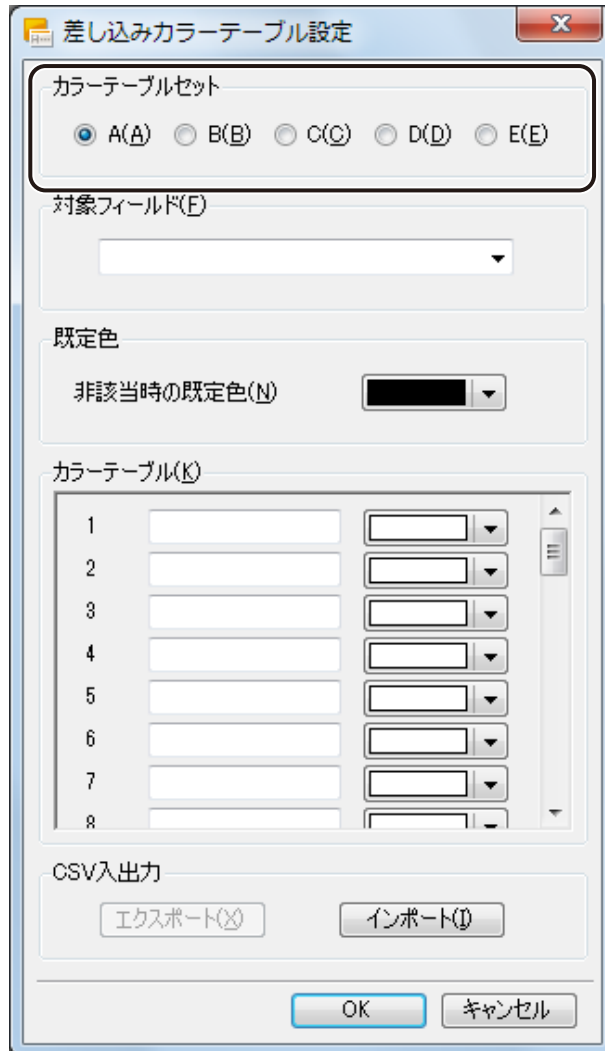 差し込みカラーテーブル設定
カラーテーブルセット
A(A) B(B) C(C) D(D) E(E)
対象フィールド(F)
既定色
非該当時の既定色(N)
カラーテーブル(K)
1
2
3
4
5
6
7
8
CSV入出力
エクスポート(X) インポート(I)
OK キャンセル